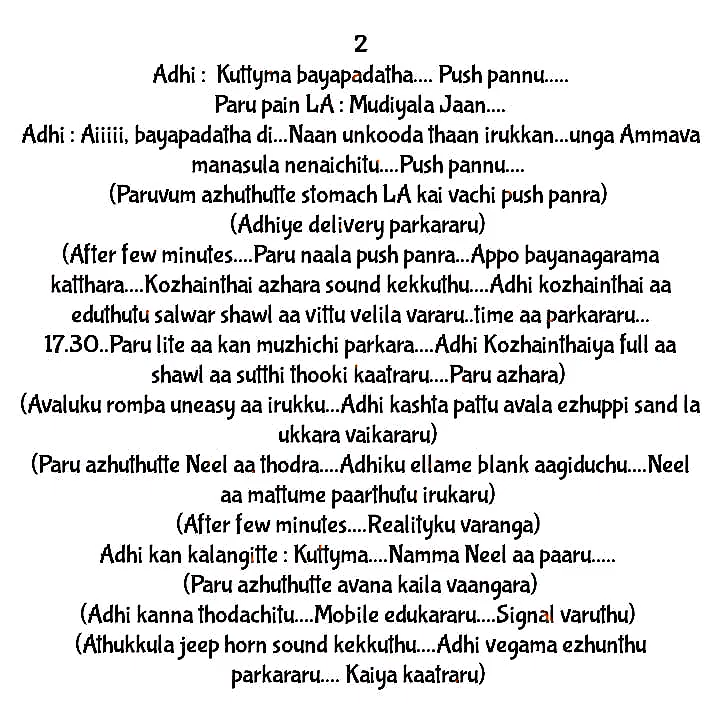 2
Adhi : Kuttyma bayapadatha.... Push pannu.....
Paru pain LA : Mudiyala Jaan....
Adhi : Aiiiii, bayapadatha di...Naan unkooda thaan irukkan...unga Ammava
manasula nenaichitu....Push pannu....
(Paruvum azhuthutte stomach LA kai vachi push panra)
(Adhiye delivery parkararu)
(After few minutes....Paru naala push panra...Appo bayanagarama
katthara....Kozhainthai azhara sound kekkuthu....Adhi kozhainthai aa
eduthutu salwar shawl aa vittu velila vararu..time aa parkararu...
17.30..Paru lite aa kan muzhichi parkara....Adhi Kozhainthaiya full aa
shawl aa sutthi thooki kaatraru....Paru azhara)
(Avaluku romba uneasy aa irukku...Adhi kashta pattu avala ezhuppi sand la
ukkara vaikararu)
(Paru azhuthutte Neel aa thodra....Adhiku ellame blank aagiduchu....Neel
aa mattume paarthutu irukaru)
(After few minutes....Realityku varanga)
Adhi kan kalangitte : Kuttyma....Namma Neel aa paaru.....
(Paru azhuthutte avana kaila vaangara)
(Adhi kanna thodachitu....Mobile edukararu....Signal varuthu)
(Athukkula jeep horn sound kekkuthu....Adhi vegama ezhunthu
parkararu.... Kaiya kaatraru)